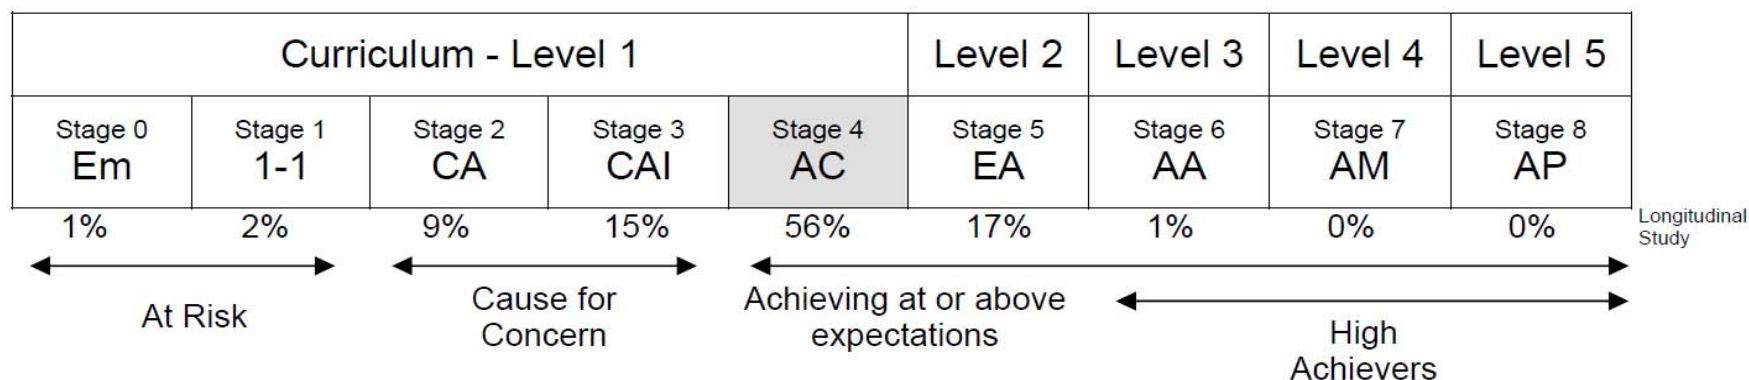 Curriculum - Level 1 Level 2 Level 3 Level 4 Level 5
Stage 0 Stage 1 Stage 2 Stage 3 Stage 4 Stage 5 Stage 6 Stage 7 Stage 8
Em 1-1 CA CAI AC EA AA AM AP
1% 2% 9% 15% 56% 17% 1% 0% 0% Longitudinal
Study
At Risk
Cause for
Concern
Achieving at or above
expectations
High
Achievers